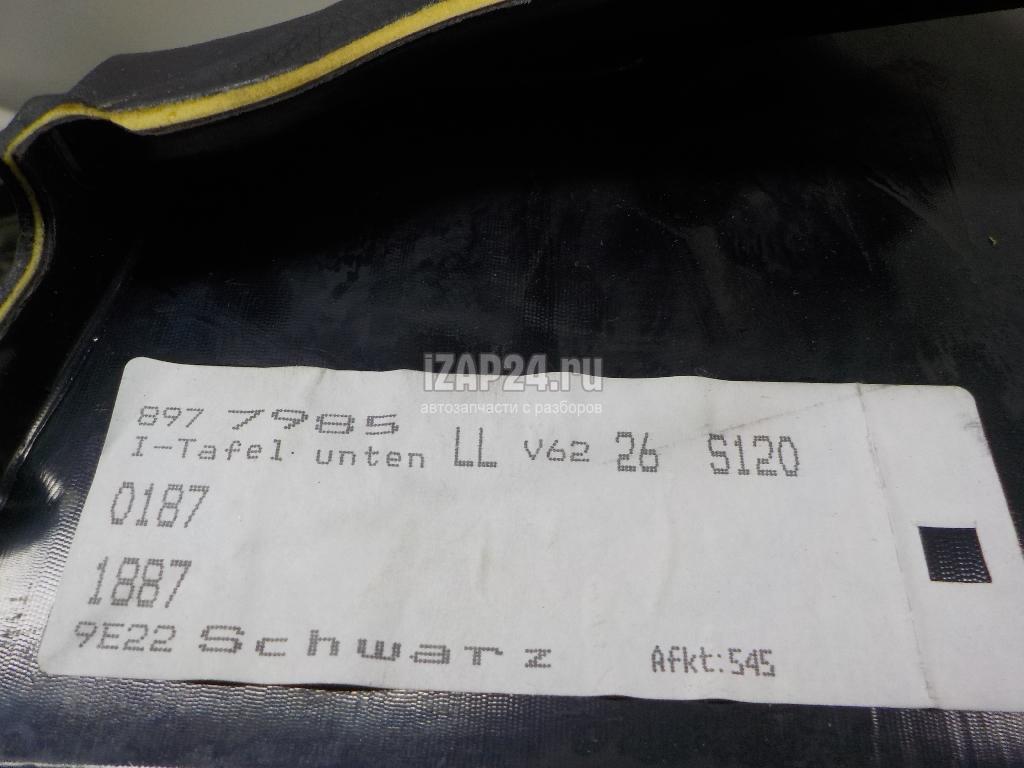 iZAP24.ru
автозапчасти с разборов
897 7985
I-Tafel unten LL V62 26 S120
0187
1887
9E22 Schwarz Afkt:545